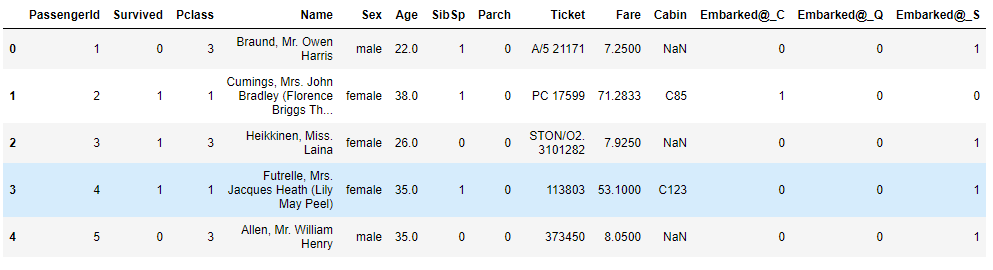 PassengerId Survived Pclass Name Sex Age SibSp Parch Ticket Fare Cabin Embarked@_C Embarked@_Q Embarked@_S
0 1 0 3 Braund, Mr. Owen Harris male 22.0 1 0 A/5 21171 7.2500 NaN 0 0 1
1 2 1 1 Cumings, Mrs. John Bradley (Florence Briggs Th... female 38.0 1 0 PC 17599 71.2833 C85 1 0 0
2 3 1 3 Heikkinen, Miss. Laina female 26.0 0 0 STON/O2. 3101282 7.9250 NaN 0 0 1
3 4 1 1 Futrelle, Mrs. Jacques Heath (Lily May Peel) female 35.0 1 0 113803 53.1000 C123 0 0 1
4 5 0 3 Allen, Mr. William Henry male 35.0 0 0 373450 8.0500 NaN 0 0 1